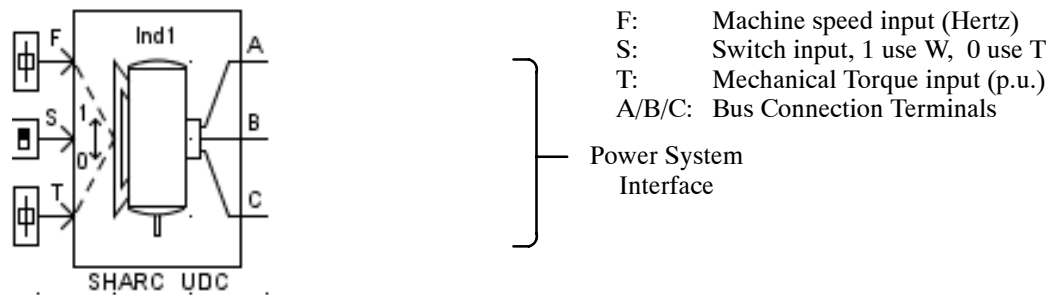 F
Ind1
A
S
1
B
0
T
C
SHARC UDC
F: Machine speed input (Hertz)
S: Switch input, 1 use W, 0 use T
T: Mechanical Torque input (p.u.)
A/B/C: Bus Connection Terminals
Power System
Interface